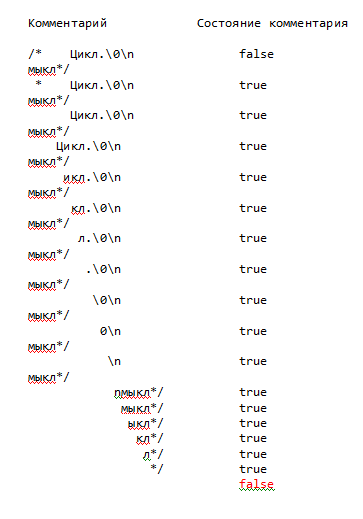 Комментарий Состояние комментария
/* Цикл.\0\n false
мыкл*/
* Цикл.\0\n true
мыкл*/
Цикл.\0\n true
мыкл*/
Цикл.\0\n true
мыкл*/
икл.\0\n true
мыкл*/
кл.\0\n true
мыкл*/
л.\0\n true
мыкл*/
.\0\n true
мыкл*/
\0\n true
мыкл*/
0\n true
мыкл*/
\n true
мыкл*/
nмыкл*/ true
мыкл*/ true
ыкл*/ true
кл*/ true
л*/ true
*/ true
false